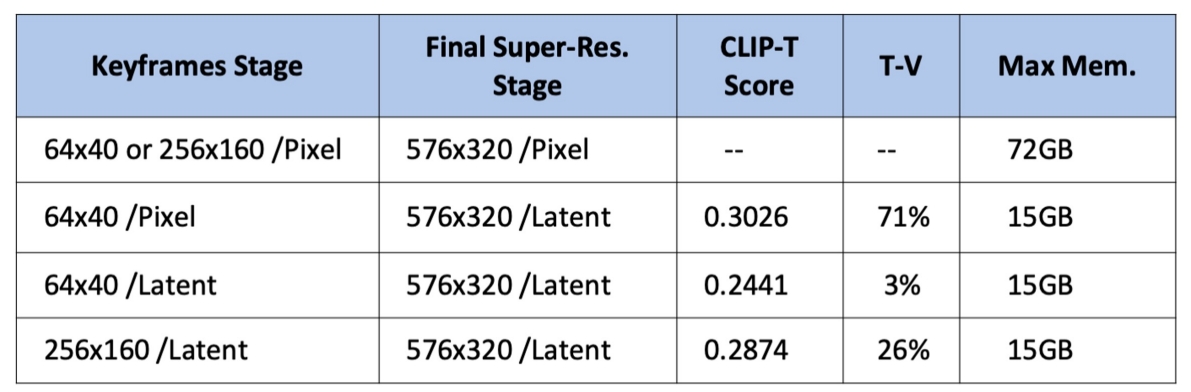 Keyframes Stage Final Super-Res. Stage CLIP-T Score T-V Max Mem.
64x40 or 256x160 /Pixel 576x320 /Pixel -- -- 72GB
64x40 /Pixel 576x320 /Latent 0.3026 71% 15GB
64x40 /Latent 576x320 /Latent 0.2441 3% 15GB
256x160 /Latent 576x320 /Latent 0.2874 26% 15GB